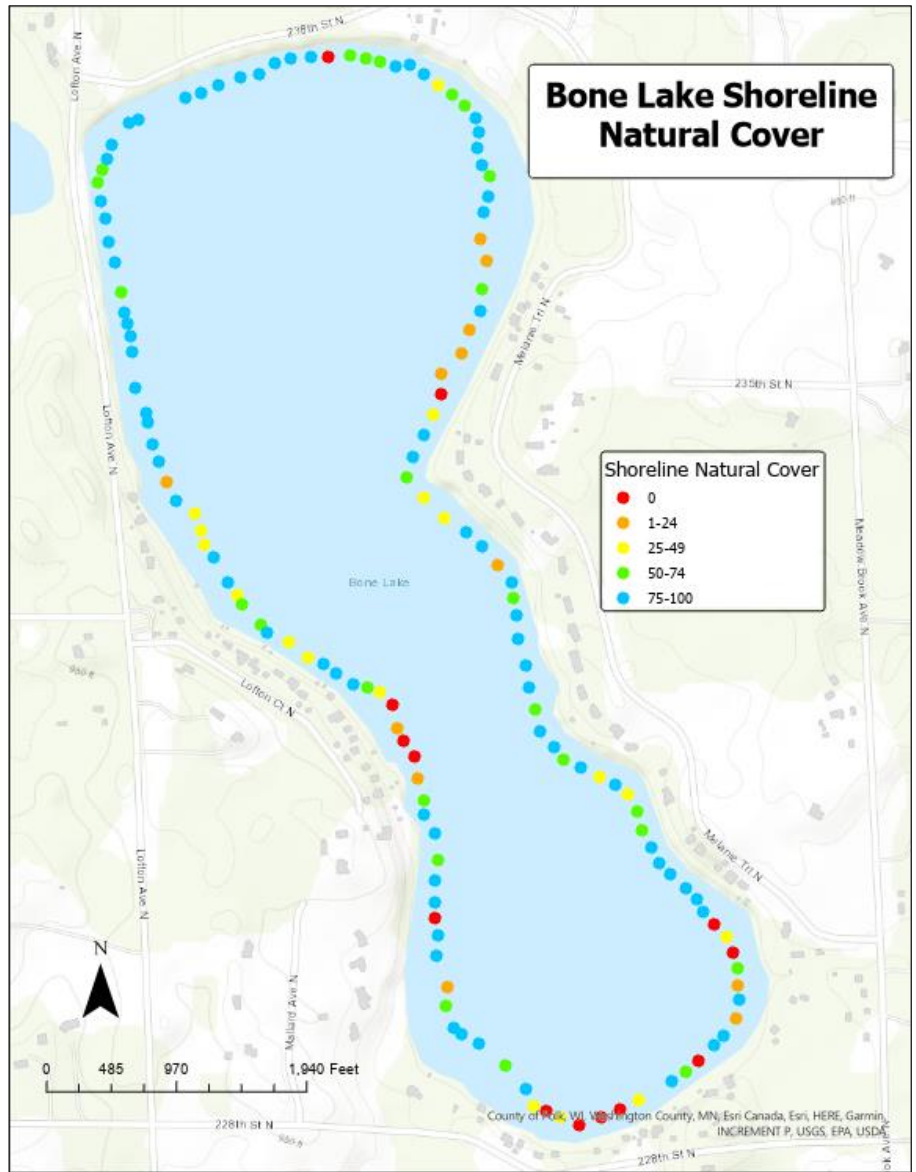 238th St N
Lofton Ave N
Bone Lake Shoreline
Natural Cover
Melanie Trl N
235th St N
Lofton Ave N
Shoreline Natural Cover
0
1-24
25-49
50-74
75-100
Meadow Brook Ave N
Bone Lake
Lofton Ct N
Melanie Trl N
Lofton Ave N
N
Mallard Ave N
0 485 970 1,940 Feet
228th St N
County of Polk, WI, Washington County, MN, Esri Canada, Esri, HERE, Garmin,
INCREMENT P, USGS, EPA, USDA
228th St N
ok Ave N